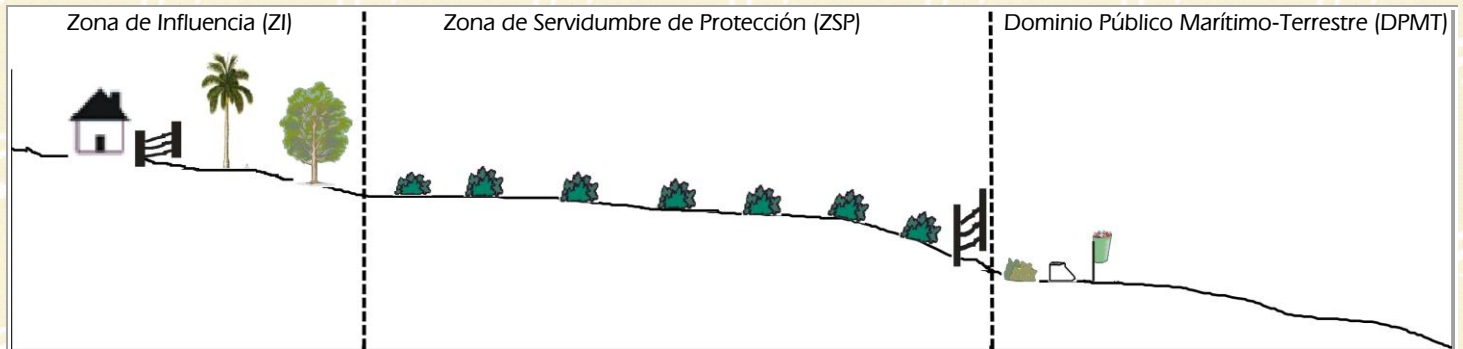 Zona de Influencia (ZI)
Zona de Servidumbre de Protección (ZSP)
Dominio Público Marítimo-Terrestre (DPMT)